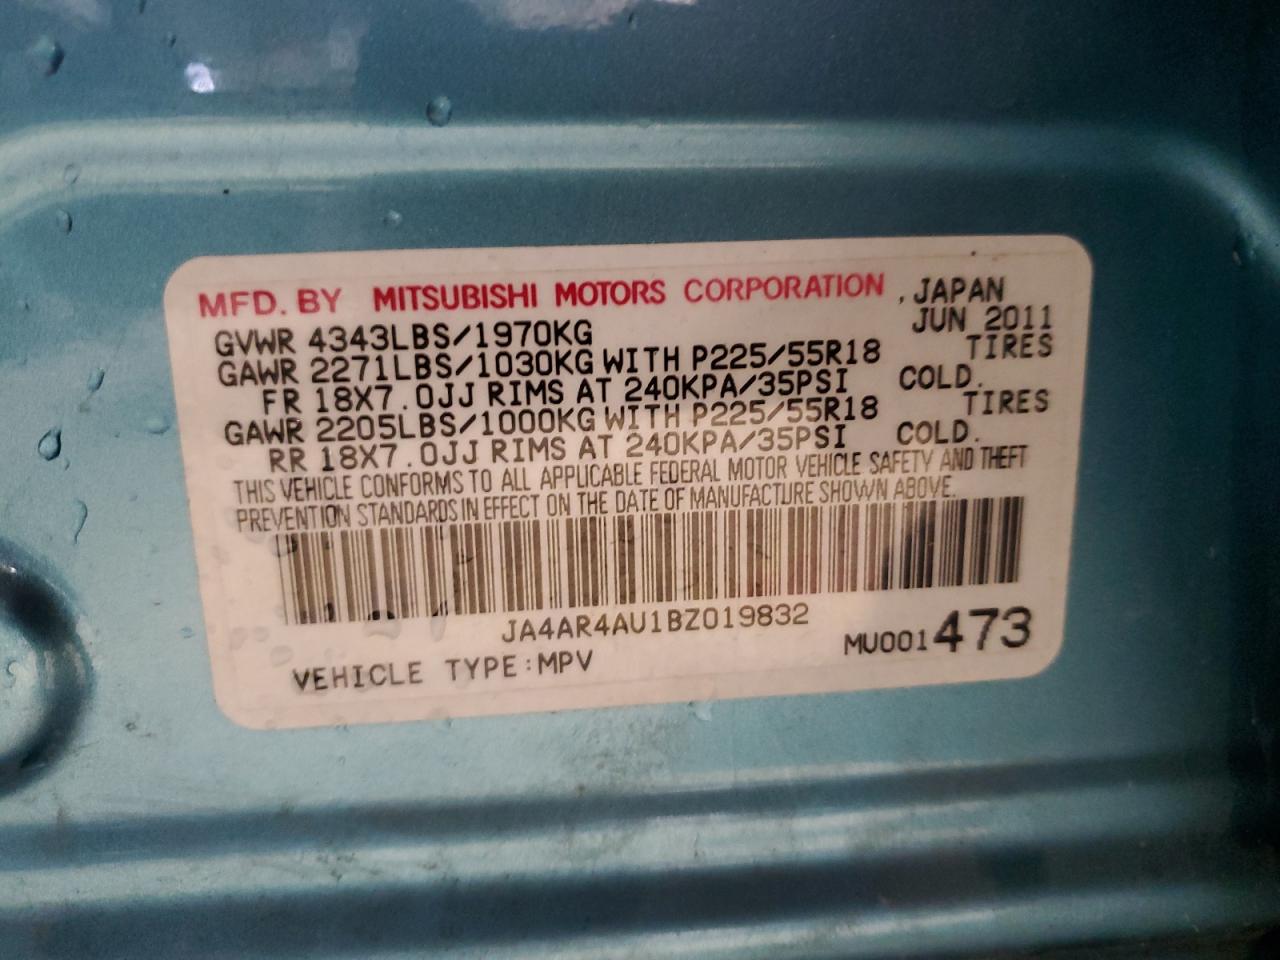 MFD. BY MITSUBISHI MOTORS CORPORATION , JAPAN
GVWR 4343LBS/1970KG JUN 2011
GAWR 2271LBS/1030KG WITH P225/55R18 TIRES
FR 18X7.0JJ RIMS AT 240KPA/35PSI COLD.
GAWR 2205LBS/1000KG WITH P225/55R18 TIRES
RR 18X7.0JJ RIMS AT 240KPA/35PSI COLD.
THIS VEHICLE CONFORMS TO ALL APPLICABLE FEDERAL MOTOR VEHICLE SAFETY AND THEFT
PREVENTION STANDARDS IN EFFECT ON THE DATE OF MANUFACTURE SHOWN ABOVE.
JA4AR4AU1BZ019832
VEHICLE TYPE:MPV MU001473